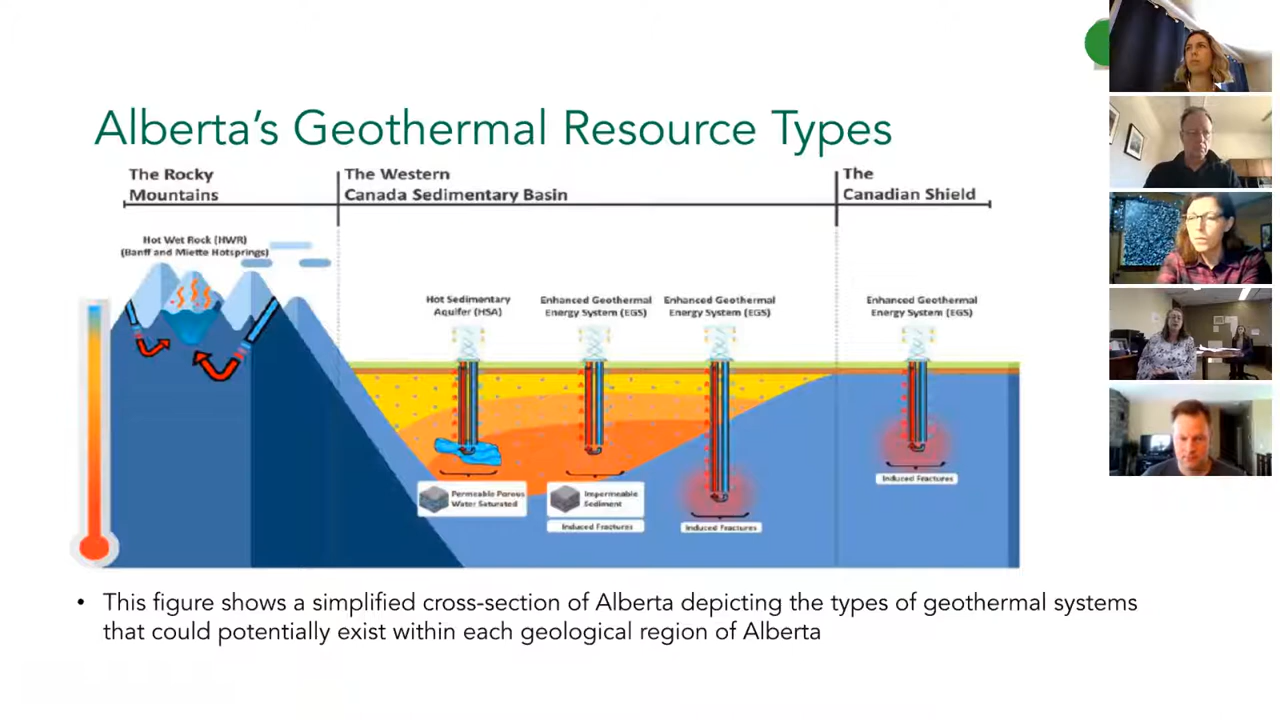 Alberta's Geothermal Resource Types
The Rocky
Mountains
The Western
Canada Sedimentary Basin
The
Canadian Shield
Hot Wet Rock (HWR)
(Banff and Miette Hotsprings)
Hot Sedimentary
Aquifer (HSA)
Enhanced Geothermal
Energy System (EGS)
Enhanced Geothermal
Energy System (EGS)
Enhanced Geothermal
Energy System (EGS)
Permeable Porous
Water Saturated
Impermeable
Sediment
Induced Fractures
Induced Fractures
Induced Fractures
• This figure shows a simplified cross-section of Alberta depicting the types of geothermal systems
that could potentially exist within each geological region of Alberta